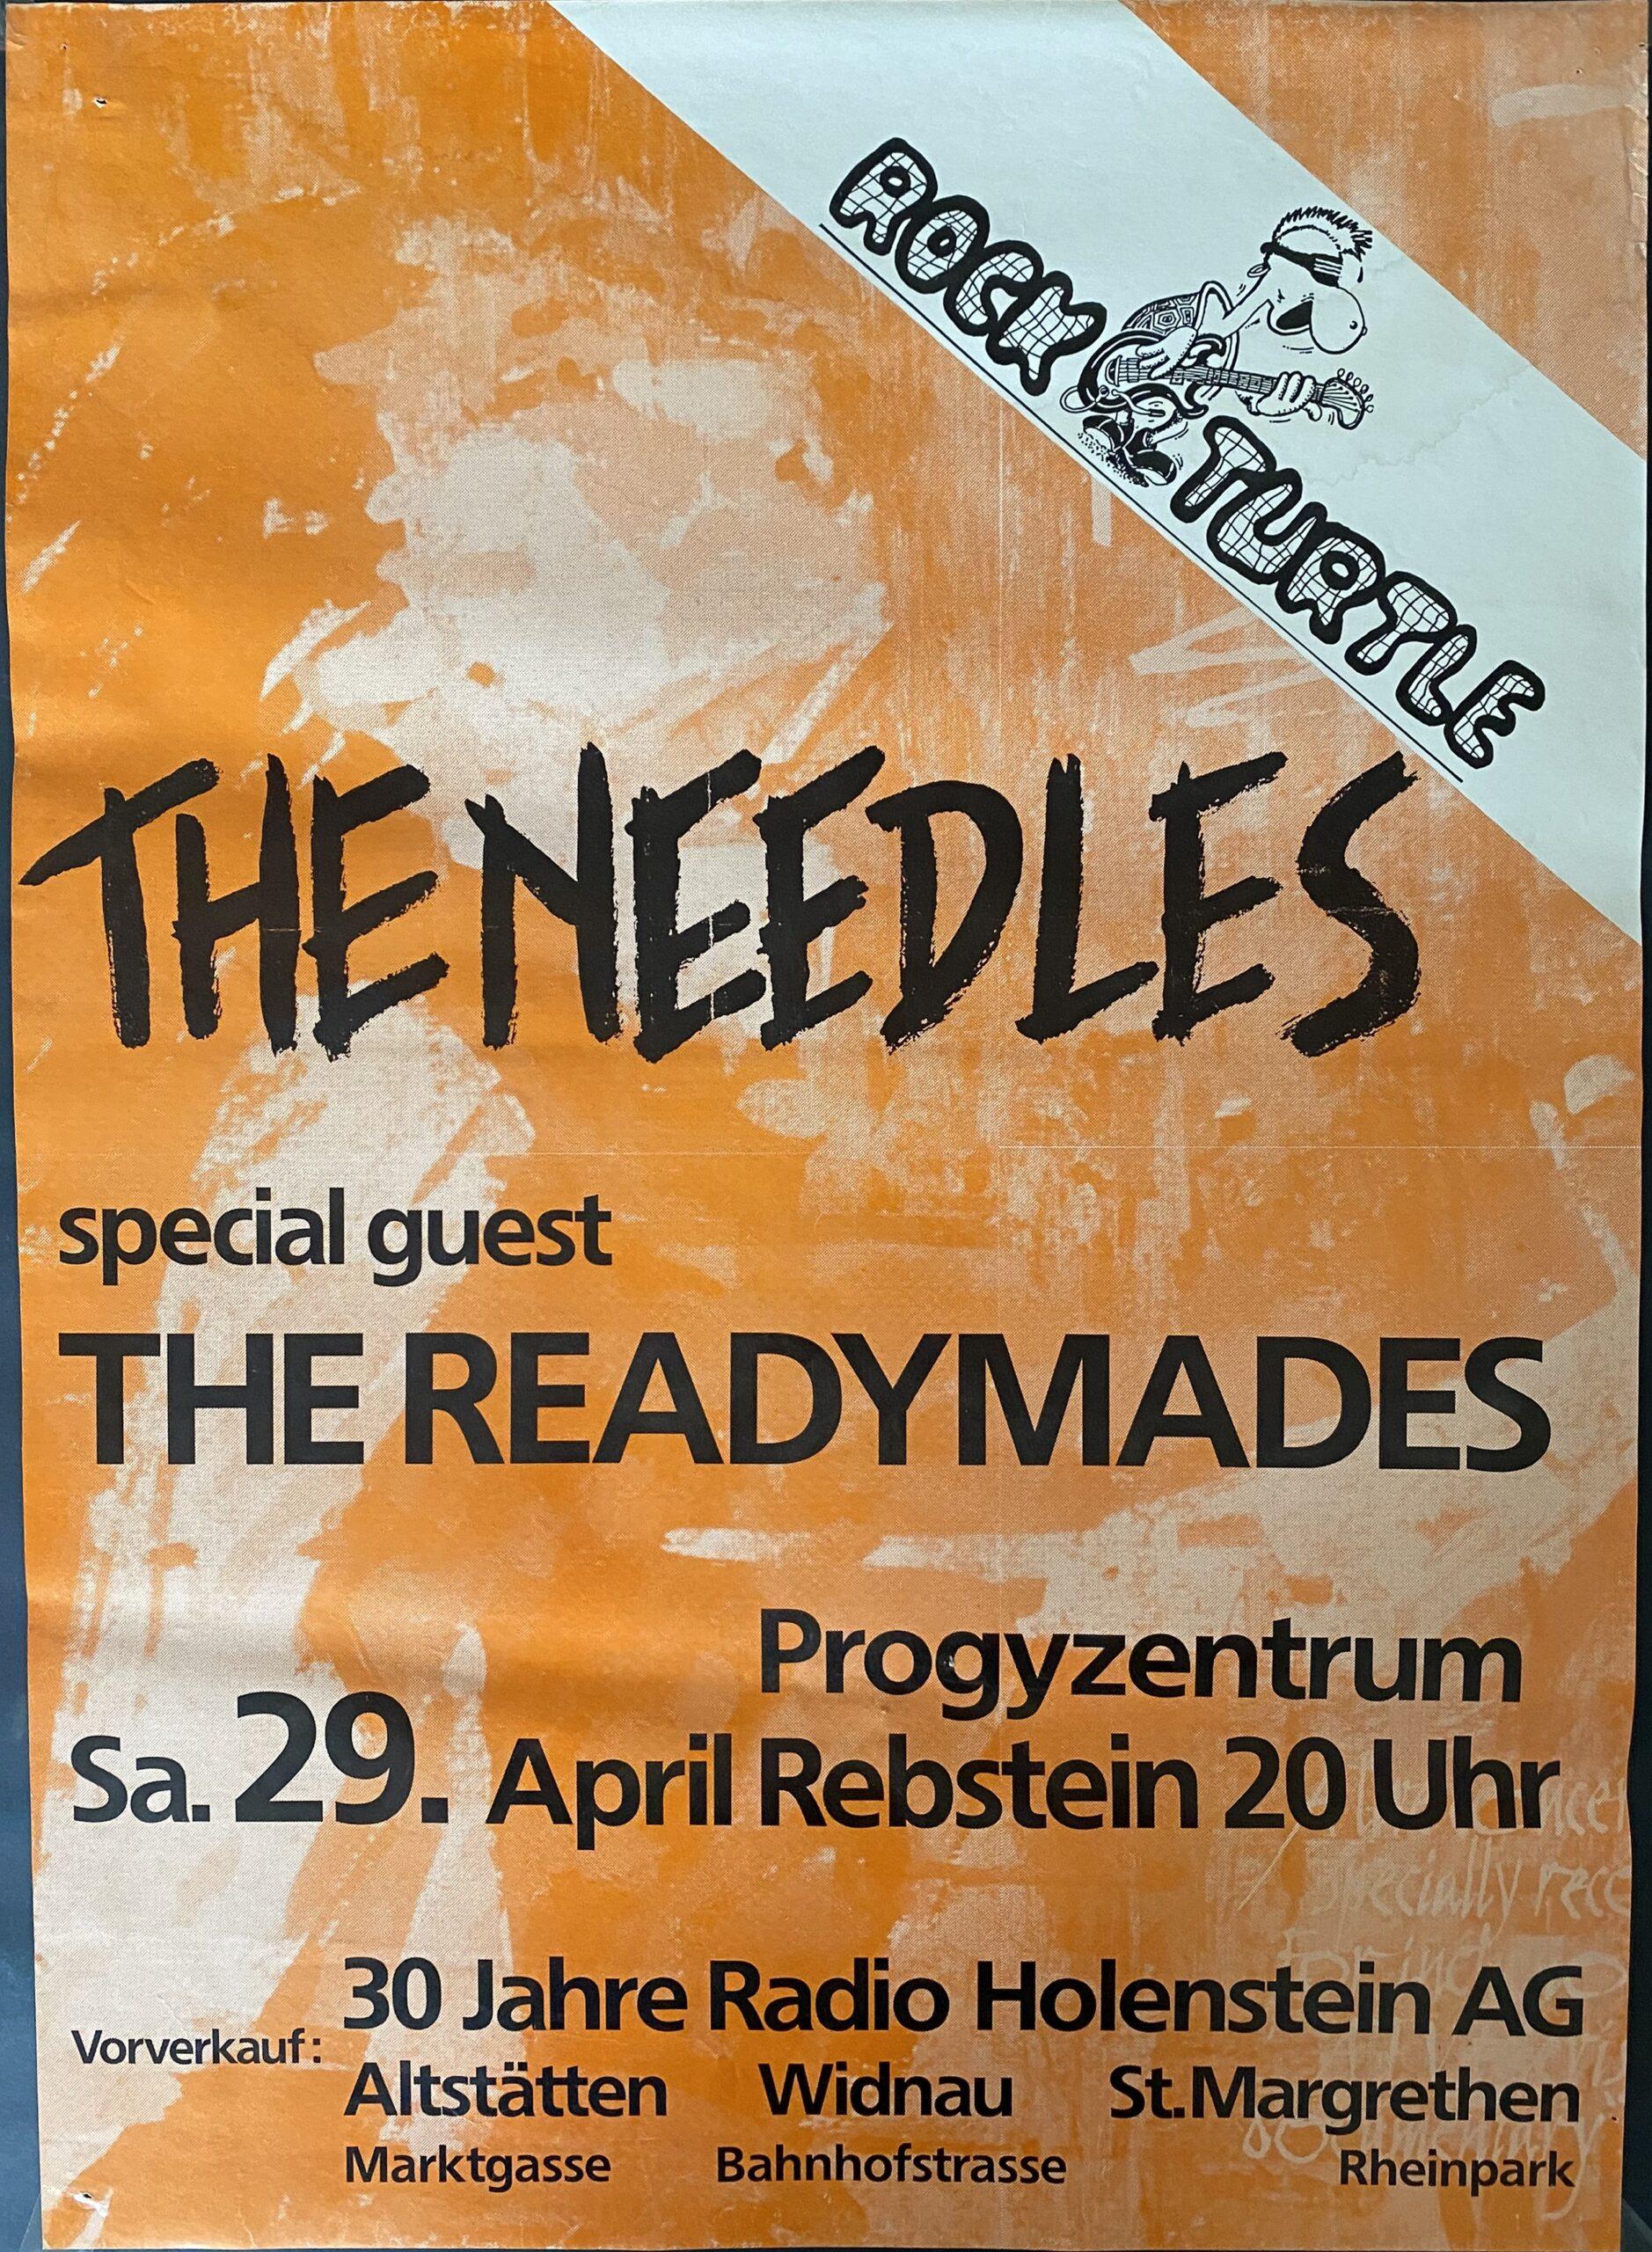 ROCK TURTLE
THE NEEDLES
special guest
THE READYMADES
Progyzentrum
Sa. 29. April Rebstein 20 Uhr
30 Jahre Radio Holenstein AG
Vorverkauf:
Altstätten Widnau St. Margrethen
Marktgasse Bahnhofstrasse Rheinpark
specially